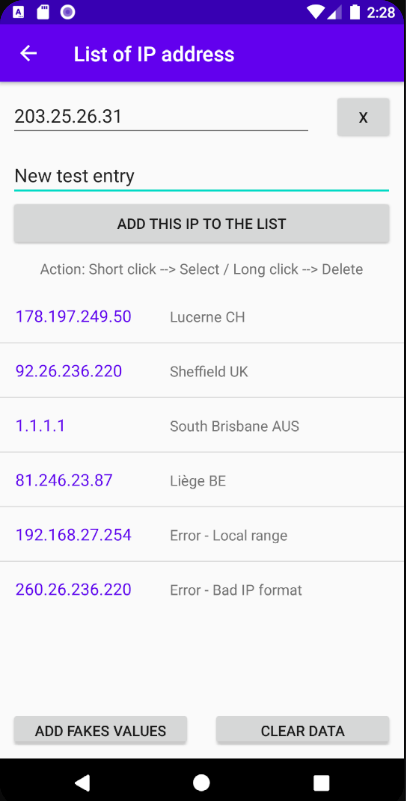 2:28
List of IP address
203.25.26.31 X
New test entry
ADD THIS IP TO THE LIST
Action: Short click --> Select / Long click --> Delete
178.197.249.50 Lucerne CH
92.26.236.220 Sheffield UK
1.1.1.1 South Brisbane AUS
81.246.23.87 Liège BE
192.168.27.254 Error - Local range
260.26.236.220 Error - Bad IP format
ADD FAKES VALUES CLEAR DATA